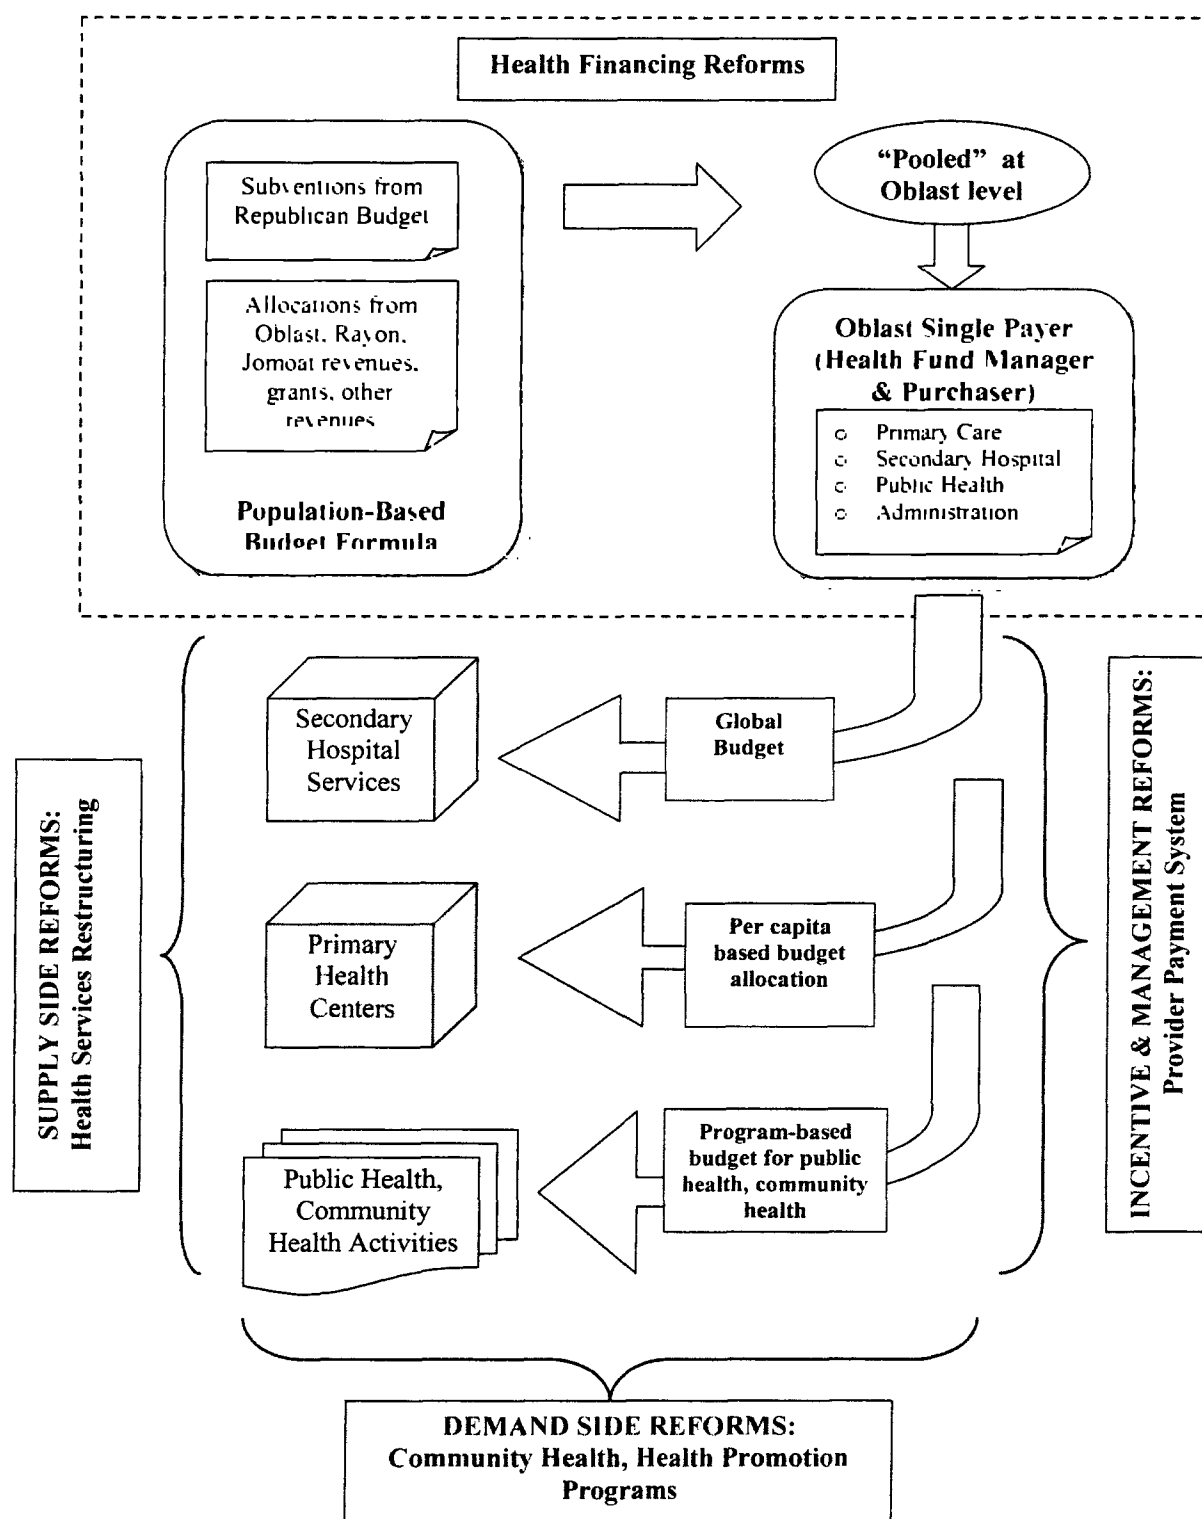 Health Financing Reforms
Subventions from
Republican Budget
Allocations from
Oblast, Rayon,
Jomoat revenues,
grants, other
revenues
Population-Based
Budget Formula
“Pooled” at
Oblast level
Oblast Single Payer
(Health Fund Manager
& Purchaser)
o Primary Care
o Secondary Hospital
o Public Health
o Administration
Secondary
Hospital
Services
Global
Budget
Primary
Health
Centers
Per capita
based budget
allocation
Public Health,
Community
Health Activities
Program-based
budget for public
health, community
health
SUPPLY SIDE REFORMS:
Health Services Restructuring
INCENTIVE & MANAGEMENT REFORMS:
Provider Payment System
DEMAND SIDE REFORMS:
Community Health, Health Promotion
Programs